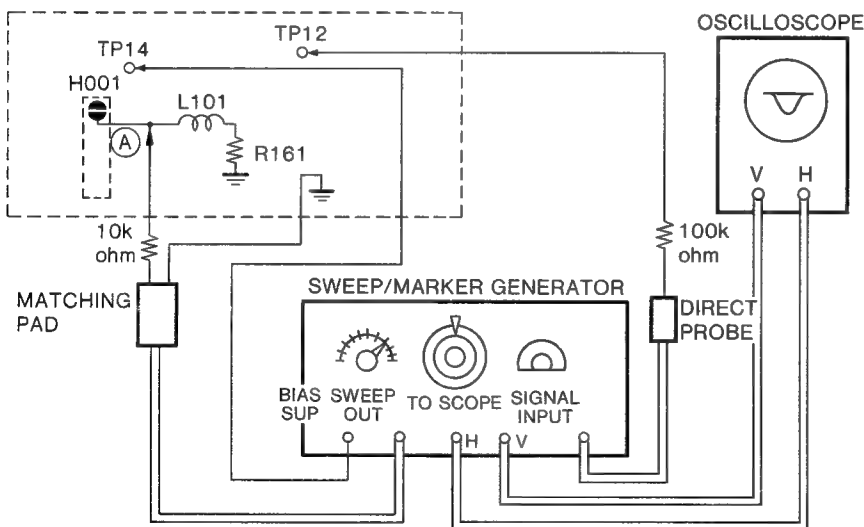 OSCILLOSCOPE
TP12
TP14
H001
L101
A
R161
V H
10k
ohm
100k
ohm
SWEEP/MARKER GENERATOR
MATCHING
PAD
DIRECT
PROBE
BIAS
SUP
SWEEP
OUT
TO SCOPE
SIGNAL
INPUT
H V